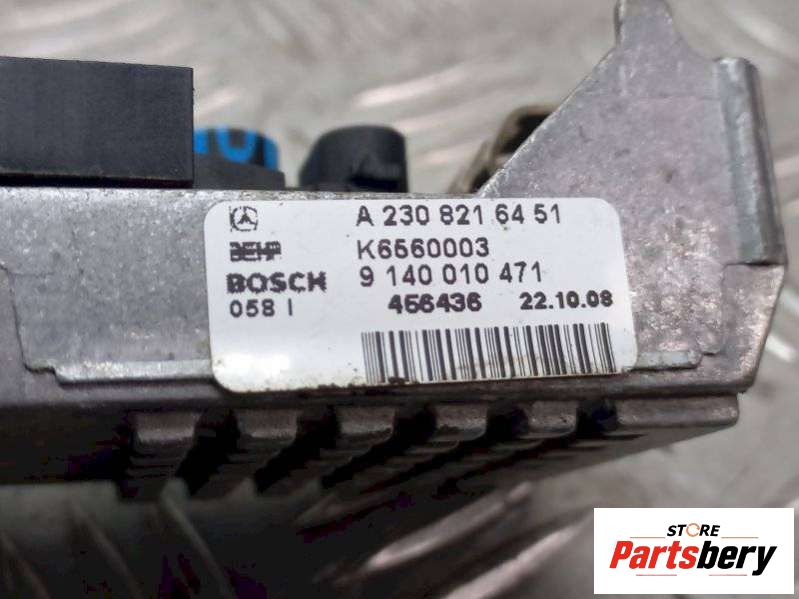 A 230 821 64 51
BEHR K6560003
BOSCH 9 140 010 471
058 I 456436 22.10.08
STORE
Partsbery